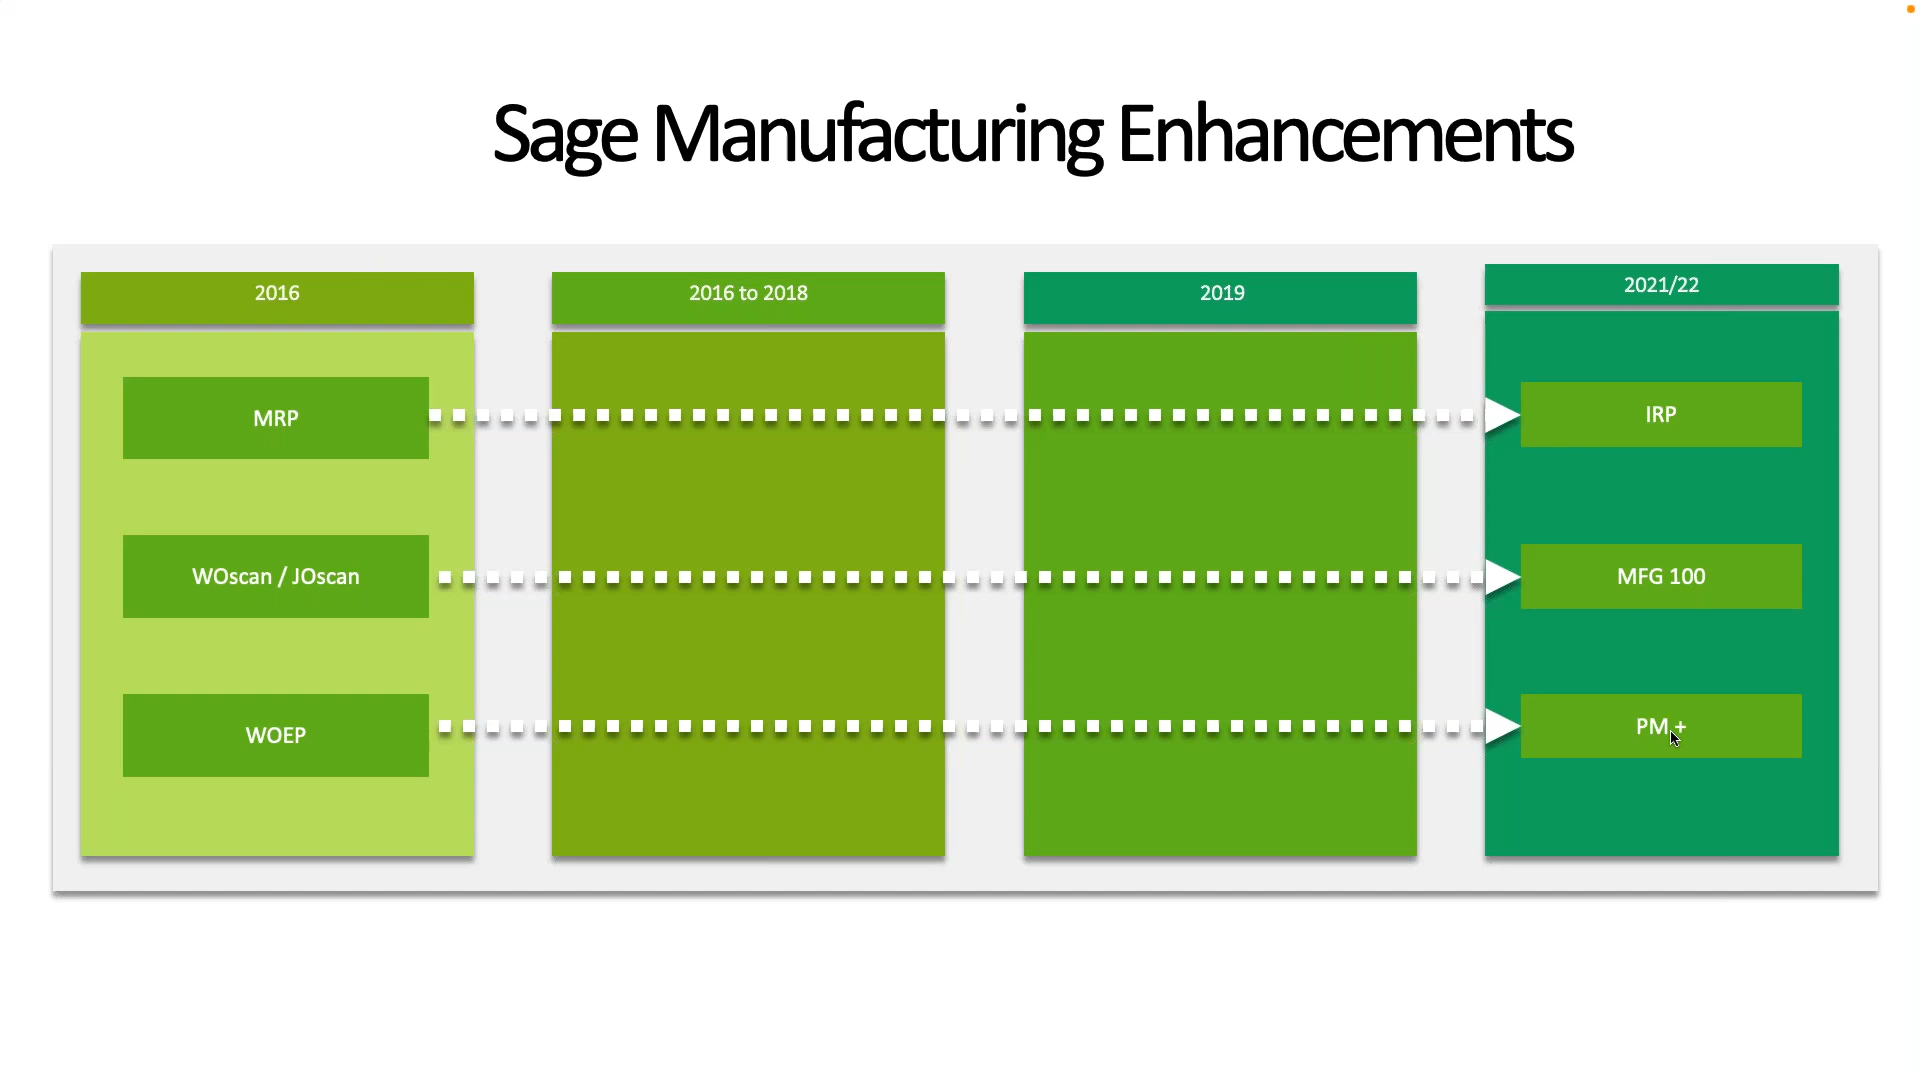 Sage Manufacturing Enhancements
2016
2016 to 2018
2019
2021/22
MRP
IRP
WOscan / JOscan
MFG 100
WOEP
PM +